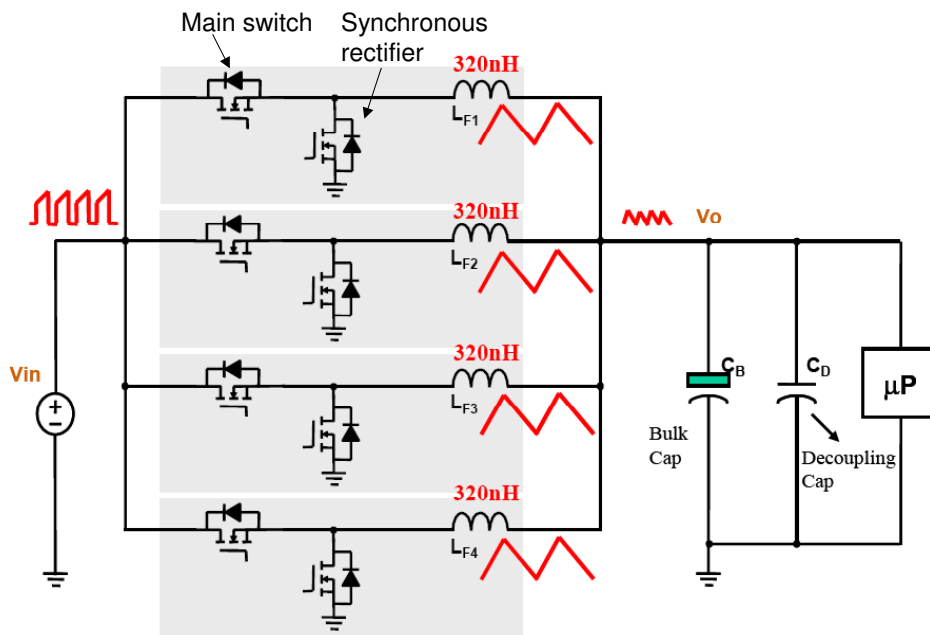 Main switch
Synchronous
rectifier
320nH
LF1
320nH
LF2
Vo
Vin
+
−
320nH
LF3
CB
CD
μP
Bulk
Cap
Decoupling
Cap
320nH
LF4